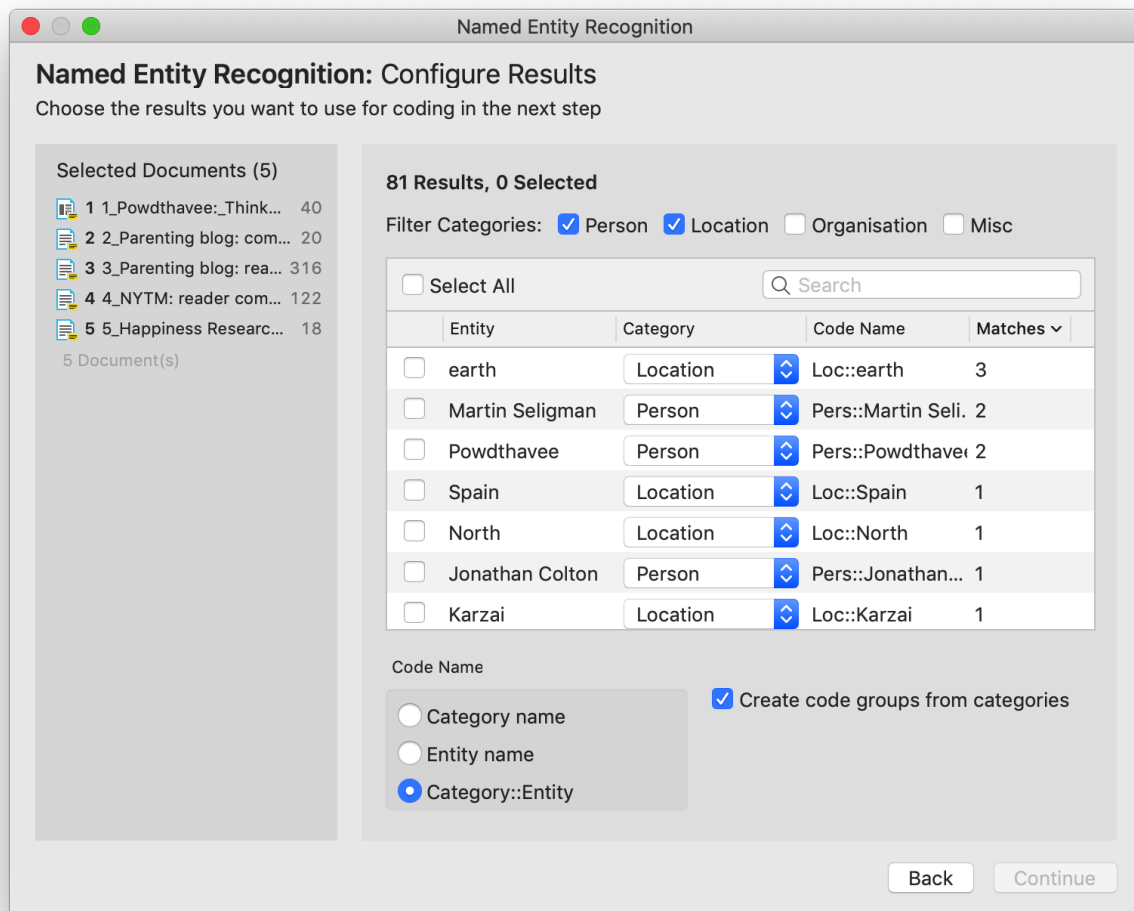 Named Entity Recognition
Named Entity Recognition: Configure Results
Choose the results you want to use for coding in the next step
Selected Documents (5)
1 1_Powdthavee:_Think... 40
2 2_Parenting blog: com... 20
3 3_Parenting blog: rea... 316
4 4_NYTM: reader com... 122
5 5_Happiness Researc... 18
5 Document(s)
81 Results, 0 Selected
Filter Categories: Person Location Organisation Misc
Select All Search
Entity Category Code Name Matches
earth Location Loc::earth 3
Martin Seligman Person Pers::Martin Seli. 2
Powdthavee Person Pers::Powdthavee 2
Spain Location Loc::Spain 1
North Location Loc::North 1
Jonathan Colton Person Pers::Jonathan... 1
Karzai Location Loc::Karzai 1
Code Name
Category name
Entity name
Category::Entity
Create code groups from categories
Back Continue